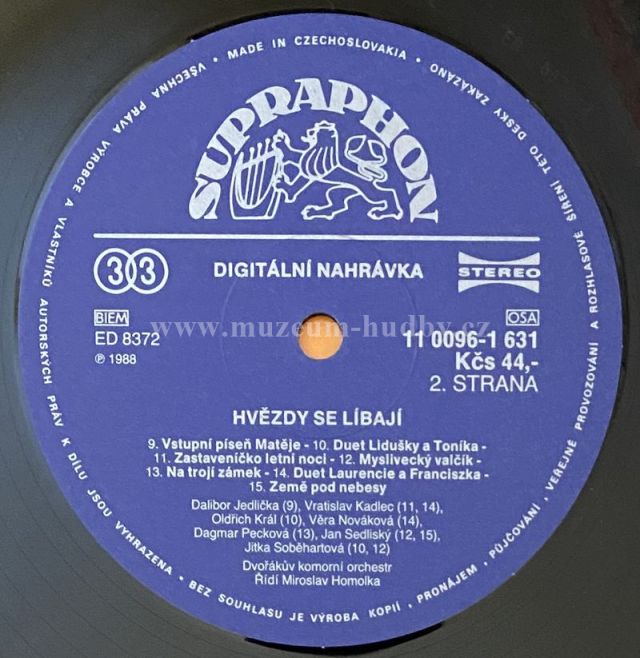 MADE IN CZECHOSLOVAKIA • VŠECHNA PRÁVA VÝROBCE A VLASTNÍKŮ AUTORSKÝCH PRÁV K DÍLU JSOU VYHRAZENA • BEZ SOUHLASU JE VÝROBA KOPIÍ, PRONÁJEM, PŮJČOVÁNÍ, VEŘEJNÉ PROVOZOVÁNÍ A ROZHLASOVÉ ŠÍŘENÍ TÉTO DESKY ZAKÁZÁNO •
SUPRAPHON
33 DIGITÁLNÍ NAHRÁVKA STEREO
www.muzeum-hudby.cz
BIEM OSA
ED 8372 11 0096-1 631
℗ 1988 Kčs 44,-
2. STRANA
HVĚZDY SE LÍBAJÍ
9. Vstupní píseň Matěje - 10. Duet Lidušky a Toníka -
11. Zastaveníčko letní noci - 12. Myslivecký valčík -
13. Na trojí zámek - 14. Duet Laurencie a Franciszka -
15. Země pod nebesy
Dalibor Jedlička (9), Vratislav Kadlec (11, 14),
Oldřich Král (10), Věra Nováková (14),
Dagmar Pecková (13), Jan Sedliský (12, 15),
Jitka Soběhartová (10, 12)
Dvořákův komorní orchestr
Řídí Miroslav Homolka